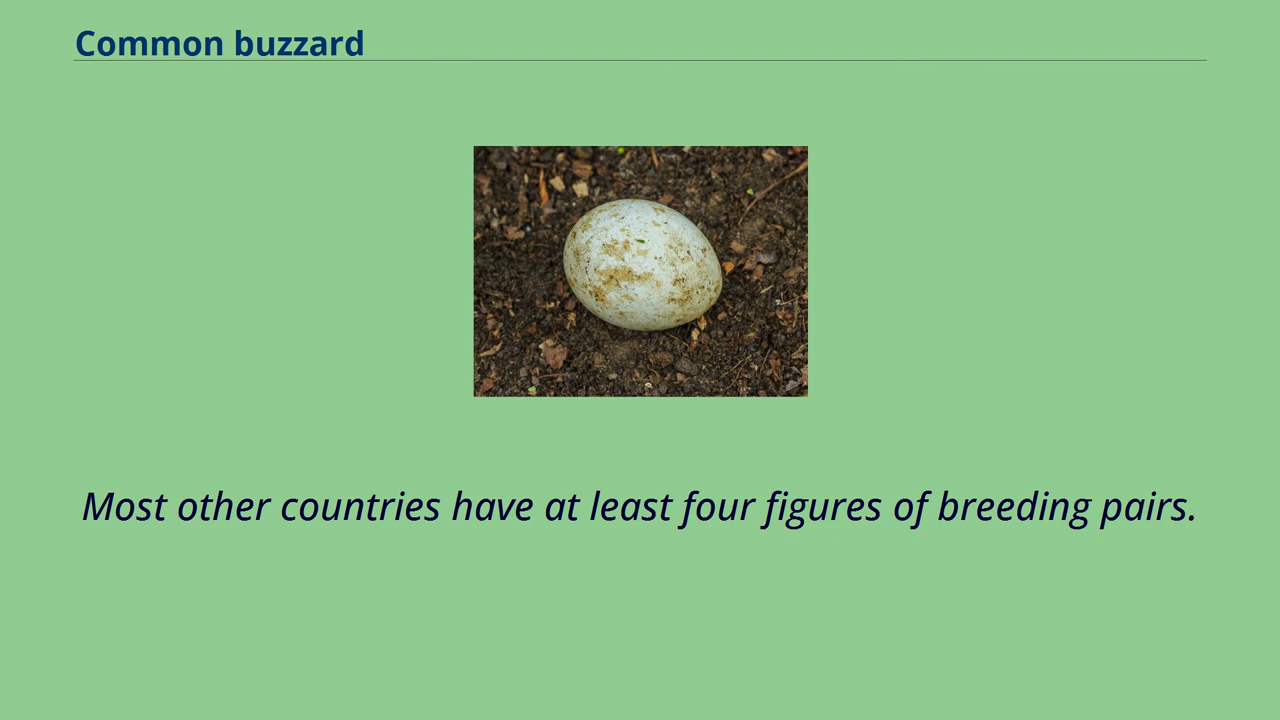 Common buzzard
Most other countries have at least four figures of breeding pairs.